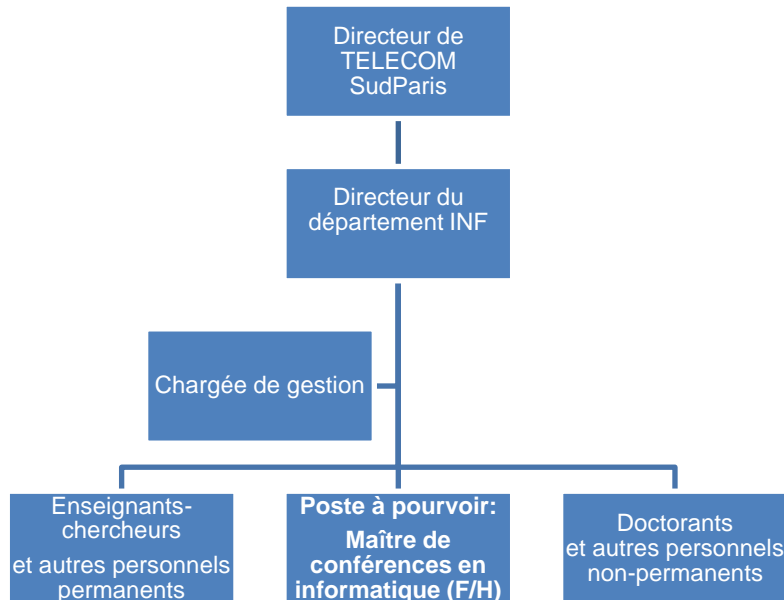 Directeur de
TELECOM
SudParis
Directeur du
département INF
Chargée de gestion
Enseignants-
chercheurs
et autres personnels
permanents
Poste à pourvoir:
Maître de
conférences en
informatique (F/H)
Doctorants
et autres personnels
non-permanents